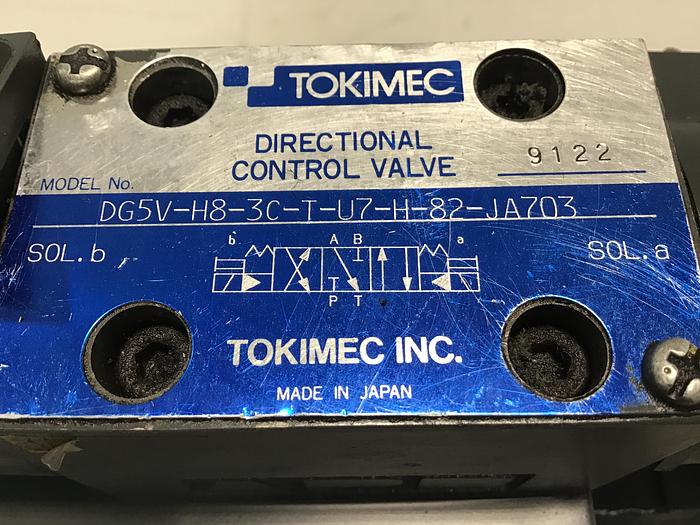 TOKIMEC
DIRECTIONAL
CONTROL VALVE
9122
MODEL No.
DG5V-H8-3C-T-U7-H-82-JA703
SOL.b
b
A B
a
SOL.a
P T
TOKIMEC INC.
MADE IN JAPAN